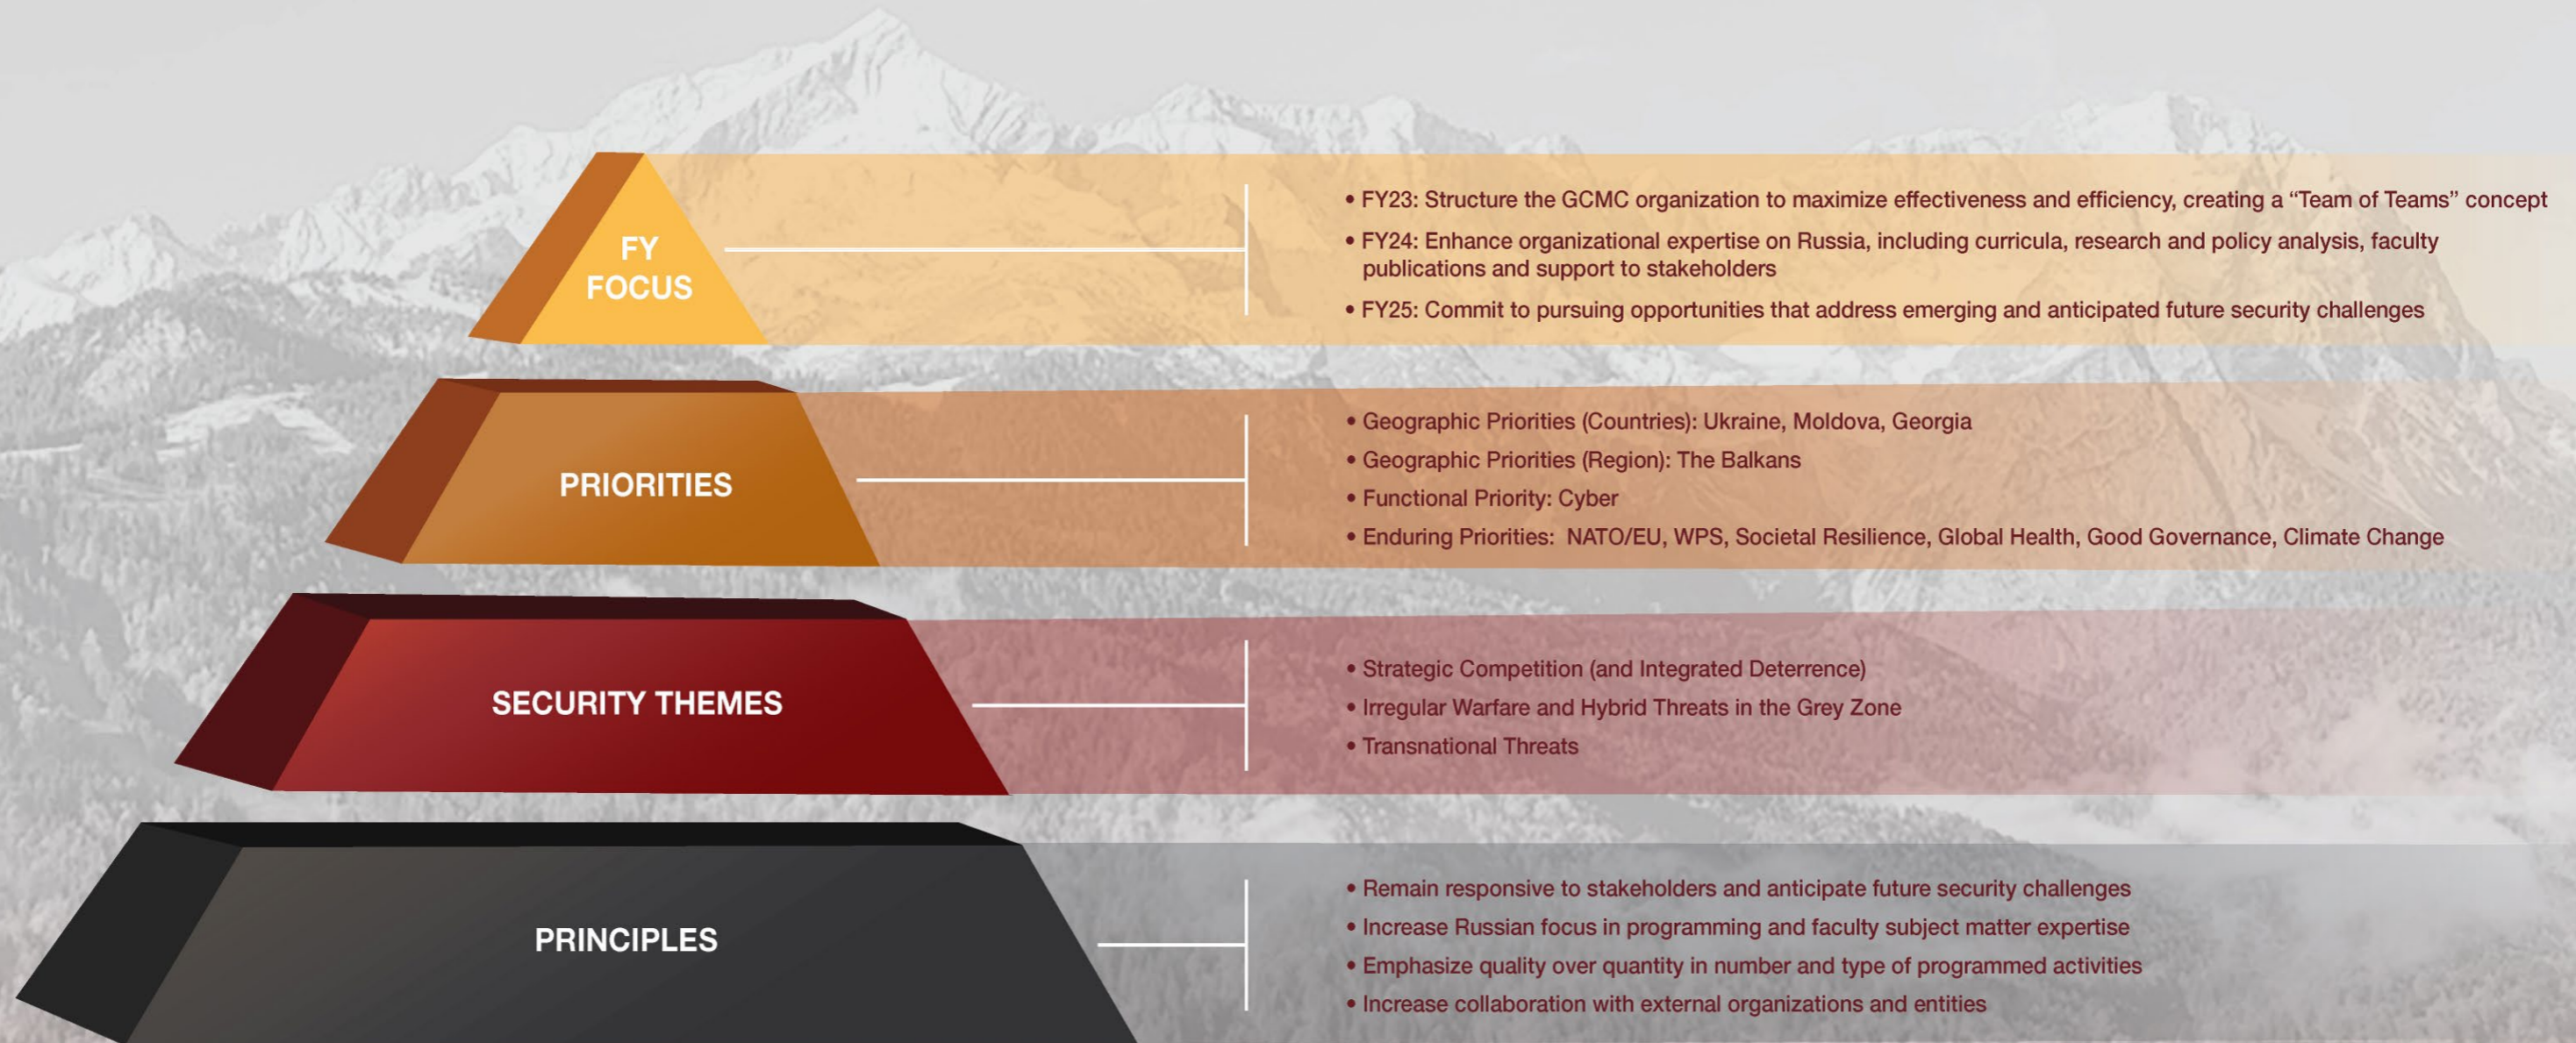 FY
FOCUS
• FY23: Structure the GCMC organization to maximize effectiveness and efficiency, creating a “Team of Teams” concept
• FY24: Enhance organizational expertise on Russia, including curricula, research and policy analysis, faculty
publications and support to stakeholders
• FY25: Commit to pursuing opportunities that address emerging and anticipated future security challenges
PRIORITIES
• Geographic Priorities (Countries): Ukraine, Moldova, Georgia
• Geographic Priorities (Region): The Balkans
• Functional Priority: Cyber
• Enduring Priorities: NATO/EU, WPS, Societal Resilience, Global Health, Good Governance, Climate Change
SECURITY THEMES
• Strategic Competition (and Integrated Deterrence)
• Irregular Warfare and Hybrid Threats in the Grey Zone
• Transnational Threats
PRINCIPLES
• Remain responsive to stakeholders and anticipate future security challenges
• Increase Russian focus in programming and faculty subject matter expertise
• Emphasize quality over quantity in number and type of programmed activities
• Increase collaboration with external organizations and entities